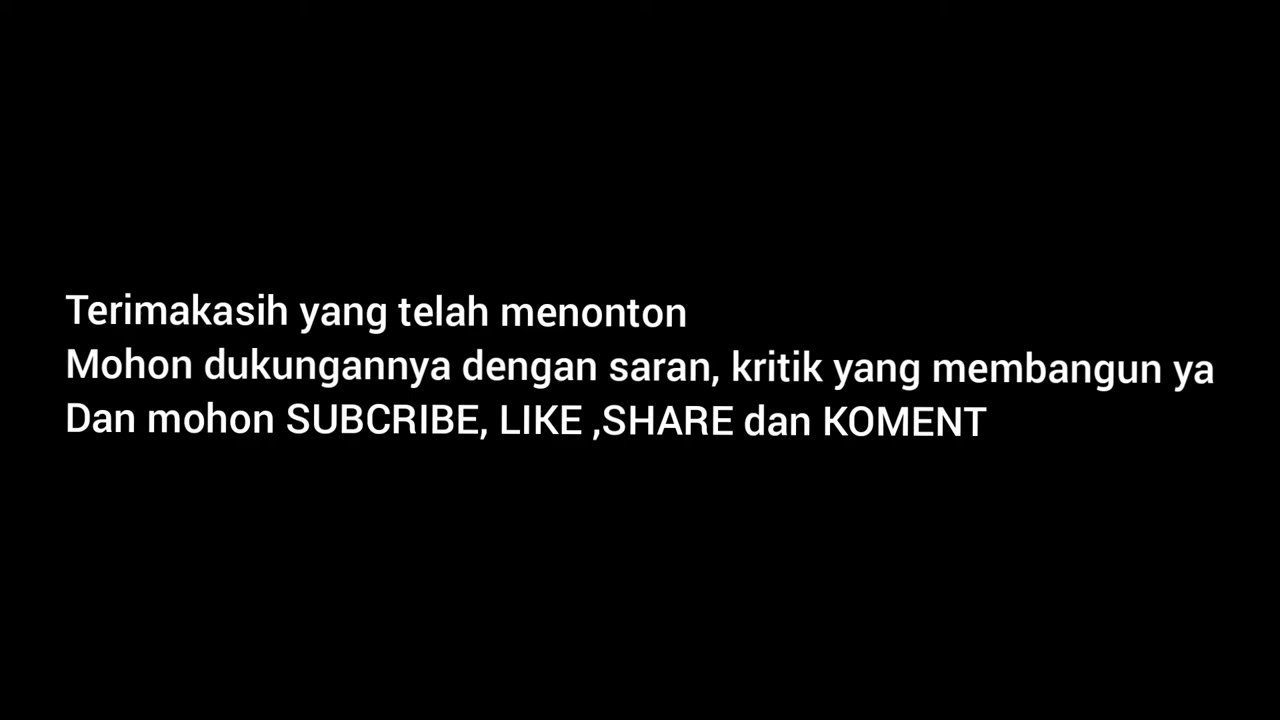 Terimakasih yang telah menonton
Mohon dukungannya dengan saran, kritik yang membangun ya
Dan mohon SUBCRIBE, LIKE ,SHARE dan KOMENT